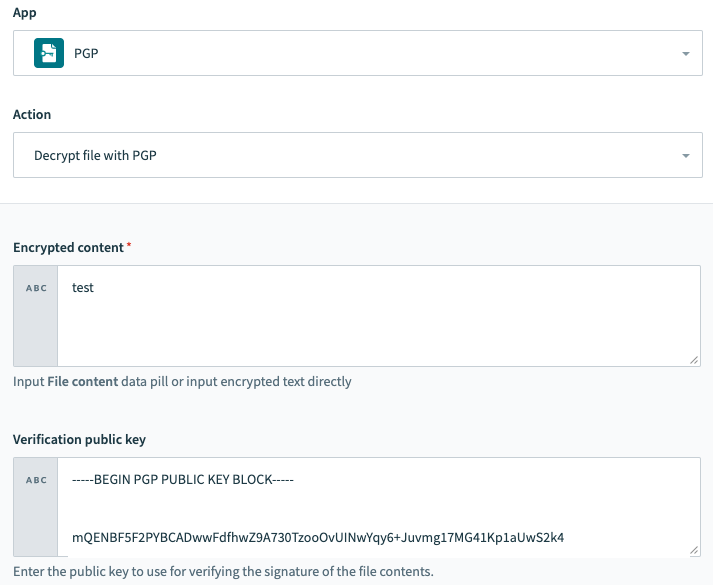 App
PGP
Action
Decrypt file with PGP
Encrypted content *
ABC
test
Input File content data pill or input encrypted text directly
Verification public key
ABC
-----BEGIN PGP PUBLIC KEY BLOCK-----
mQENBF5F2PYBCADwwFdfhwZ9A730TzooOvUINwYqy6+Juvmg17MG41Kp1aUwS2k4
Enter the public key to use for verifying the signature of the file contents.